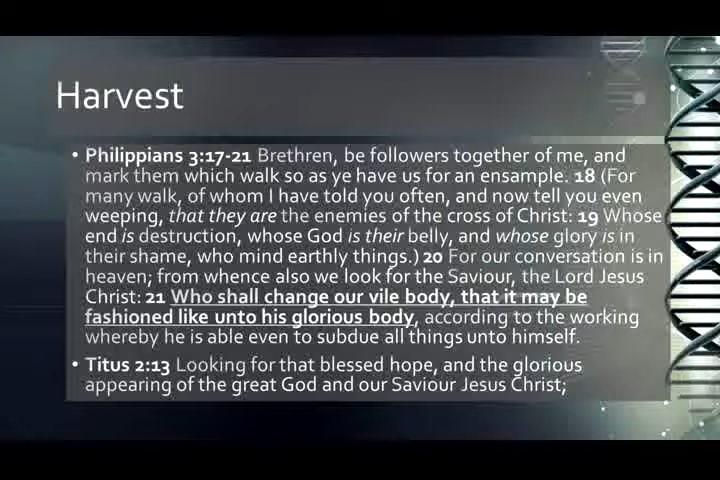 Harvest
• Philippians 3:17-21 Brethren, be followers together of me, and
mark them which walk so as ye have us for an ensample. 18 (For
many walk, of whom I have told you often, and now tell you even
weeping, that they are the enemies of the cross of Christ: 19 Whose
end is destruction, whose God is their belly, and whose glory is in
their shame, who mind earthly things.) 20 For our conversation is in
heaven; from whence also we look for the Saviour, the Lord Jesus
Christ: 21 Who shall change our vile body, that it may be
fashioned like unto his glorious body, according to the working
whereby he is able even to subdue all things unto himself.
• Titus 2:13 Looking for that blessed hope, and the glorious
appearing of the great God and our Saviour Jesus Christ;